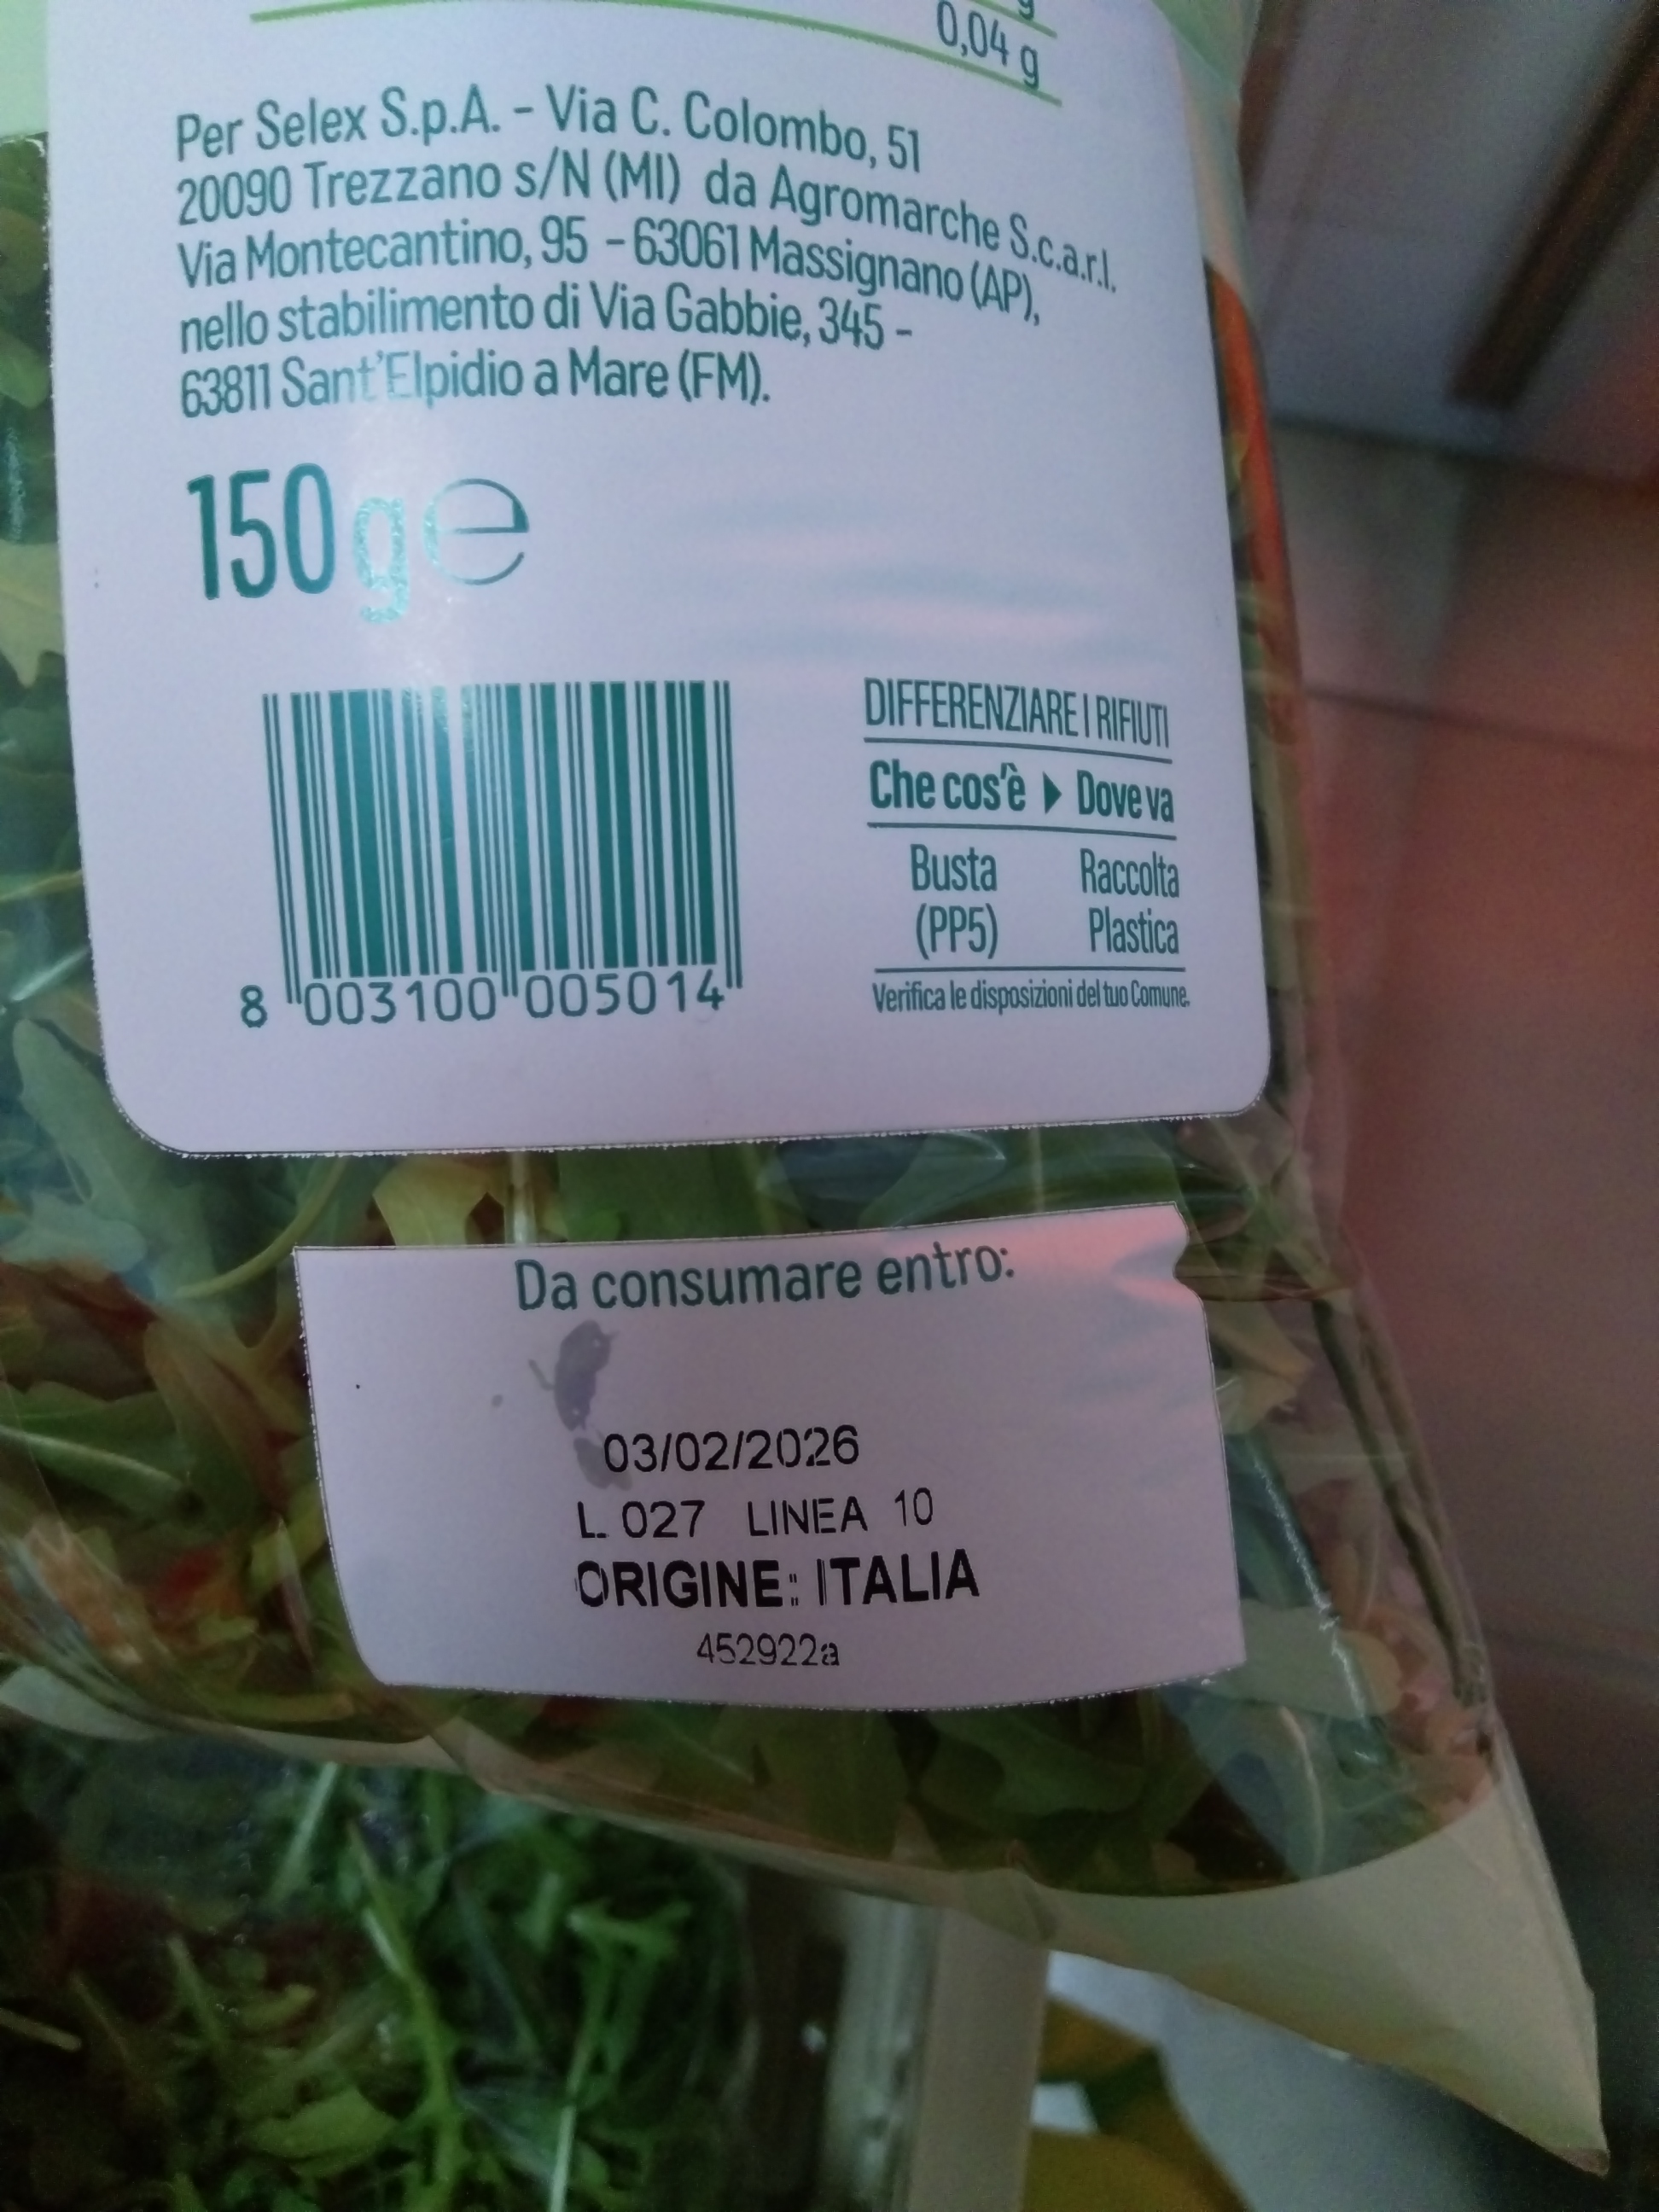 0,04 g
Per Selex S.p.A. - Via C. Colombo, 51
20090 Trezzano s/N (MI) da Agromarche S.c.a.r.l.
Via Montecantino, 95 - 63061 Massignano (AP),
nello stabilimento di Via Gabbie, 345 -
63811 Sant'Elpidio a Mare (FM).
150 g e
8 003100 005014
DIFFERENZIARE I RIFIUTI
Che cos'è ▶ Dove va
Busta Raccolta
(PP5) Plastica
Verifica le disposizioni del tuo Comune.
Da consumare entro:
03/02/2026
L. 027 LINEA 10
ORIGINE: ITALIA
452922a